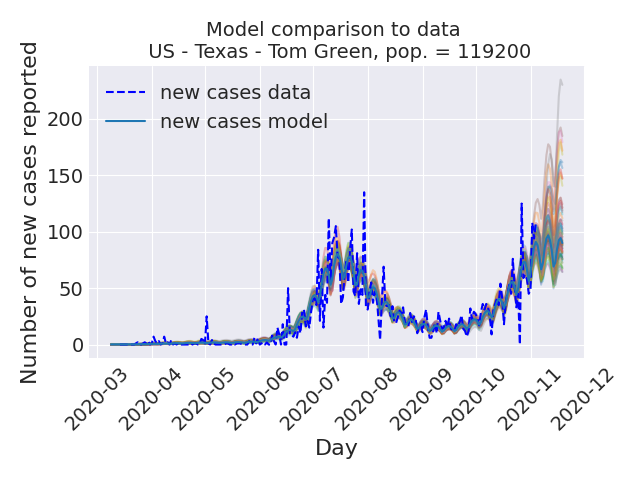 Model comparison to data
US - Texas - Tom Green, pop. = 119200
Number of new cases reported
new cases data
new cases model
200
150
100
50
0
2020-03
2020-04
2020-05
2020-06
2020-07
2020-08
2020-09
2020-10
2020-11
2020-12
Day